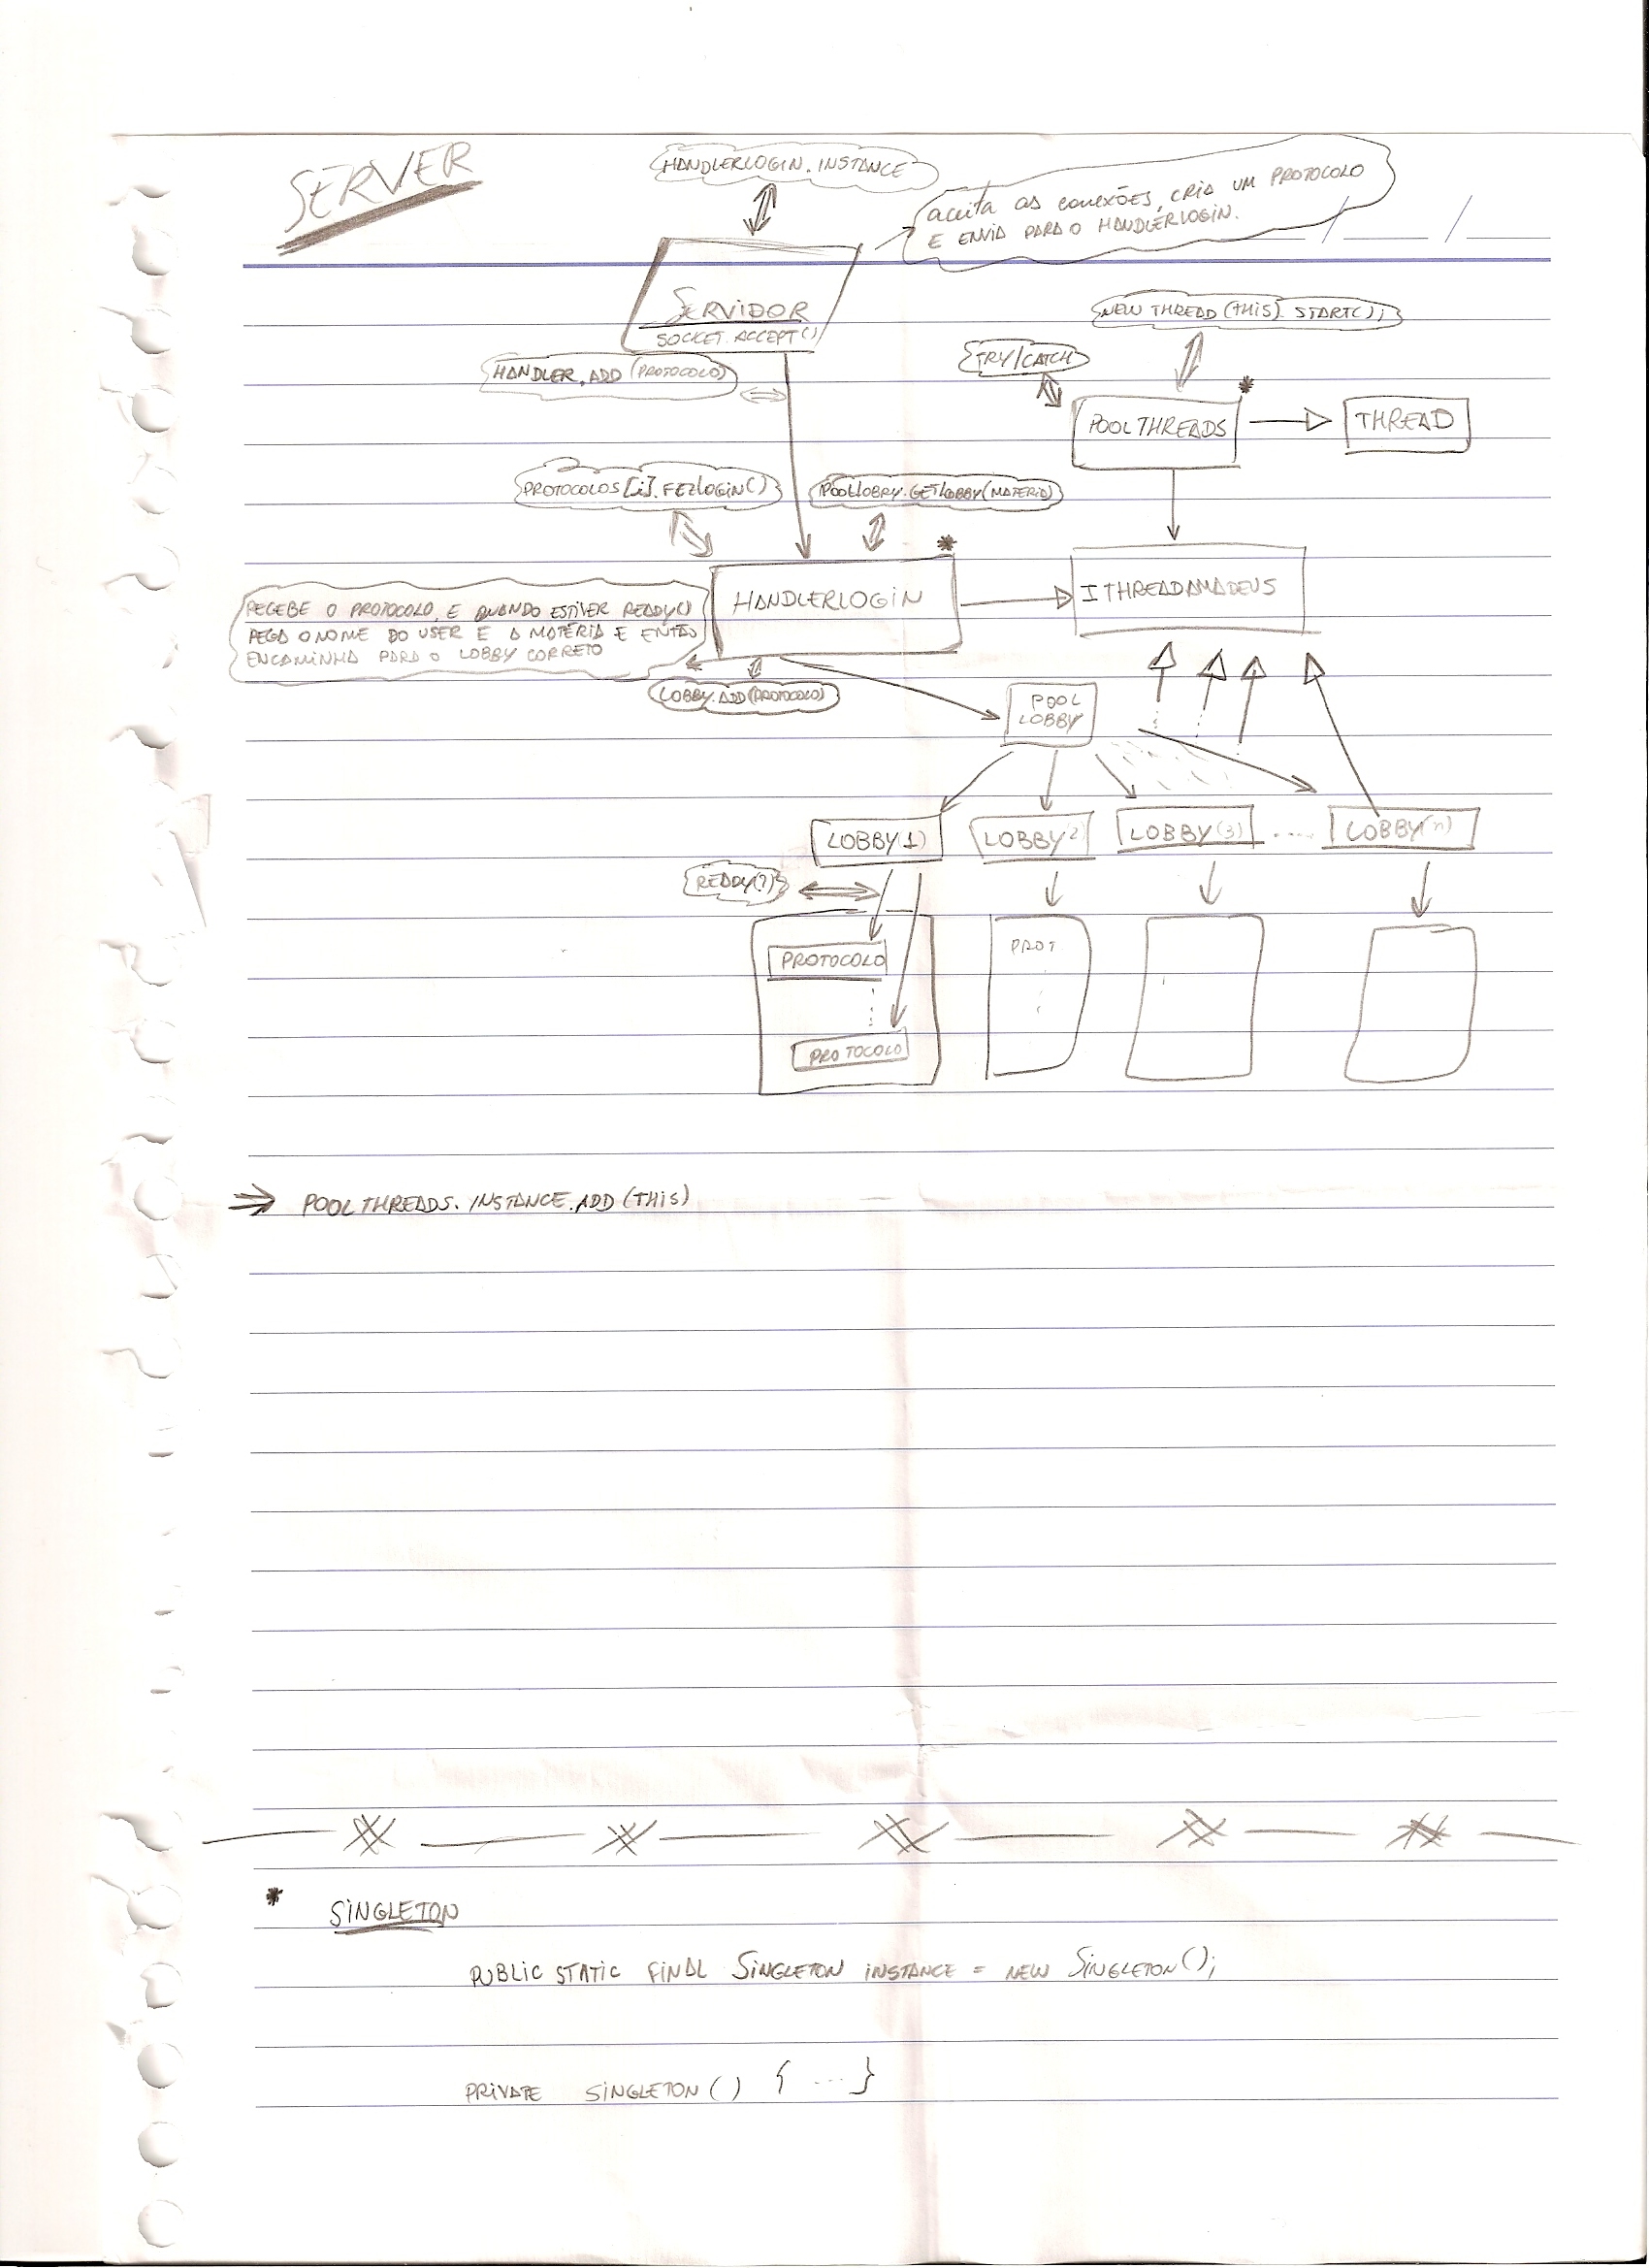 SERVER
HANDLERLOGIN.INSTANCE
aceita as conexões, cria um PROTOCOLO
E ENVIA PARA O HANDLERLOGIN.
SERVIDOR
SOCKET.ACCEPT()
NEW THREAD(THIS).START();
TRY/CATCH
HANDLER.ADD(PROTOCOLO)
*
POOLTHREADS
THREAD
PROTOCOLOS[i].FEZLOGIN()
POOLLOBBY.GETLOBBY(MATERIA)
*
HANDLERLOGIN
ITHREADAMADEUS
RECEBE O PROTOCOLO, E QUANDO ESTIVER READY()
PEGA O NOME DO USER E A MATÉRIA E ENTÃO
ENCAMINHA PARA O LOBBY CORRETO
LOBBY.ADD(PROTOCOLO)
POOL
LOBBY
LOBBY(1)
LOBBY(2)
LOBBY(3)
.....
LOBBY(n)
READY(?)
PROTOCOLO
PROT
PROTOCOLO
⇒ POOLTHREADS.INSTANCE.ADD(THIS)
* SINGLETON
PUBLIC STATIC FINAL SINGLETON INSTANCE = NEW SINGLETON();
PRIVATE SINGLETON() { ... }